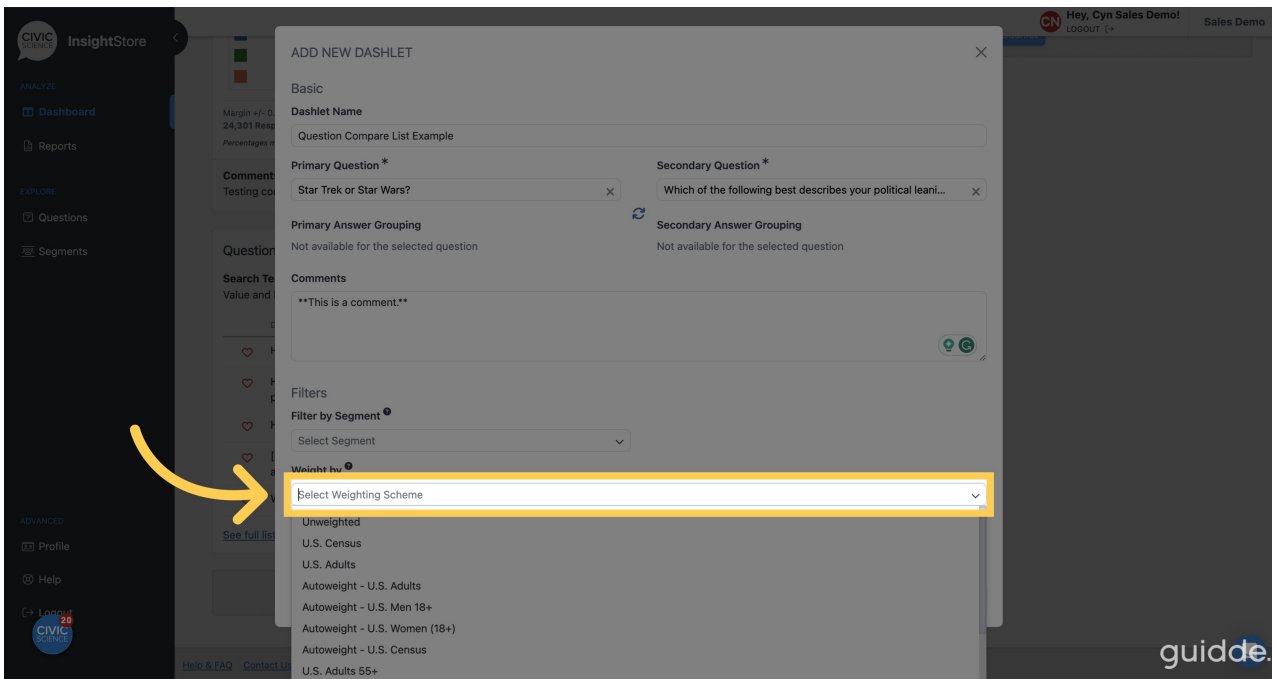 CIVIC
SCIENCE
InsightStore
ANALYZE
Dashboard
Reports
EXPLORE
Questions
Segments
ADVANCED
Profile
Help
Logout
20
CIVIC
SCIENCE
CN
Hey, Cyn Sales Demo!
LOGOUT
Sales Demo
Margin +/- 0.
24,301 Resp
Percentages m
Comment
Testing co
Question
Search Te
Value and
See full list
Help & FAQ Contact Us
ADD NEW DASHLET
Basic
Dashlet Name
Question Compare List Example
Primary Question *
Secondary Question *
Star Trek or Star Wars?
Which of the following best describes your political leani...
Primary Answer Grouping
Secondary Answer Grouping
Not available for the selected question
Not available for the selected question
Comments
**This is a comment.**
Filters
Filter by Segment
Select Segment
Weight by
Select Weighting Scheme
Unweighted
U.S. Census
U.S. Adults
Autoweight - U.S. Adults
Autoweight - U.S. Men 18+
Autoweight - U.S. Women (18+)
Autoweight - U.S. Census
U.S. Adults 55+
guidde.